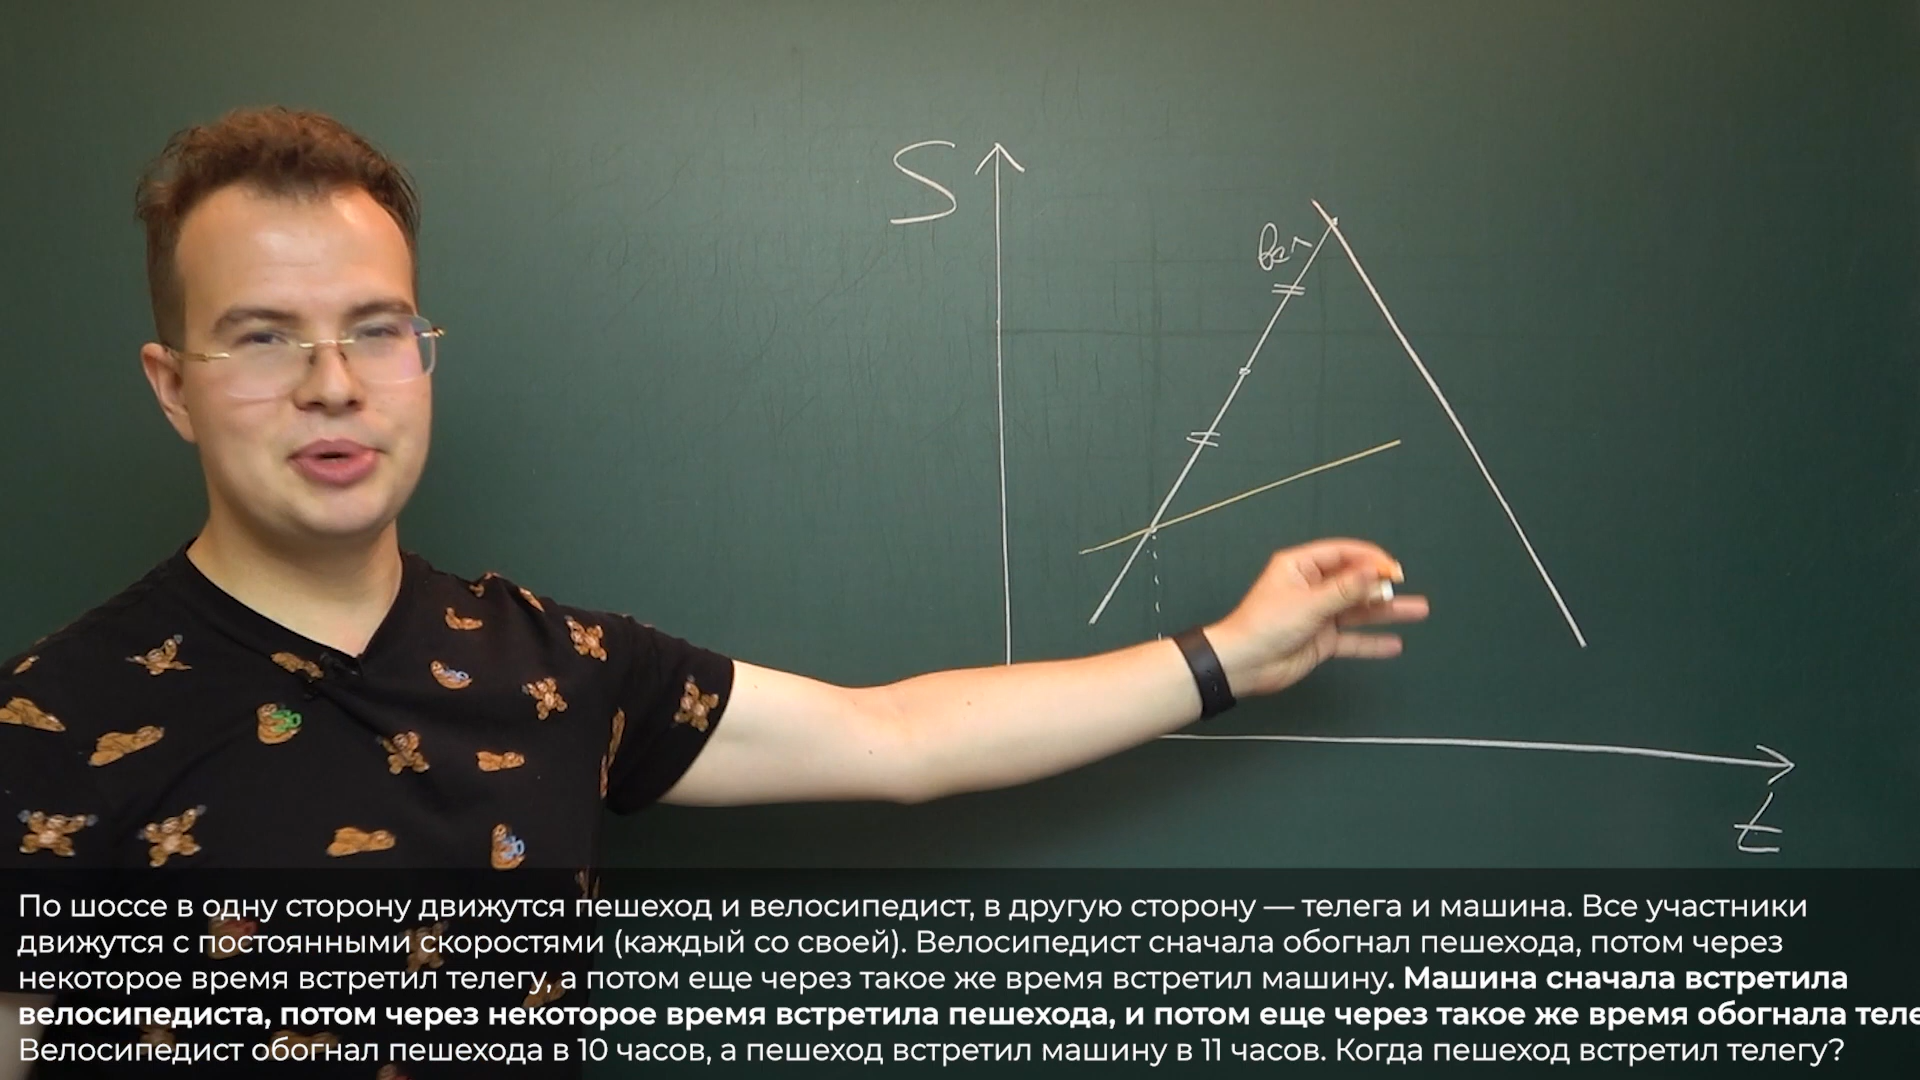 S
вел
t
По шоссе в одну сторону движутся пешеход и велосипедист, в другую сторону — телега и машина. Все участники
движутся с постоянными скоростями (каждый со своей). Велосипедист сначала обогнал пешехода, потом через
некоторое время встретил телегу, а потом еще через такое же время встретил машину. Машина сначала встретила
велосипедиста, потом через некоторое время встретила пешехода, и потом еще через такое же время обогнала теле
Велосипедист обогнал пешехода в 10 часов, а пешеход встретил машину в 11 часов. Когда пешеход встретил телегу?